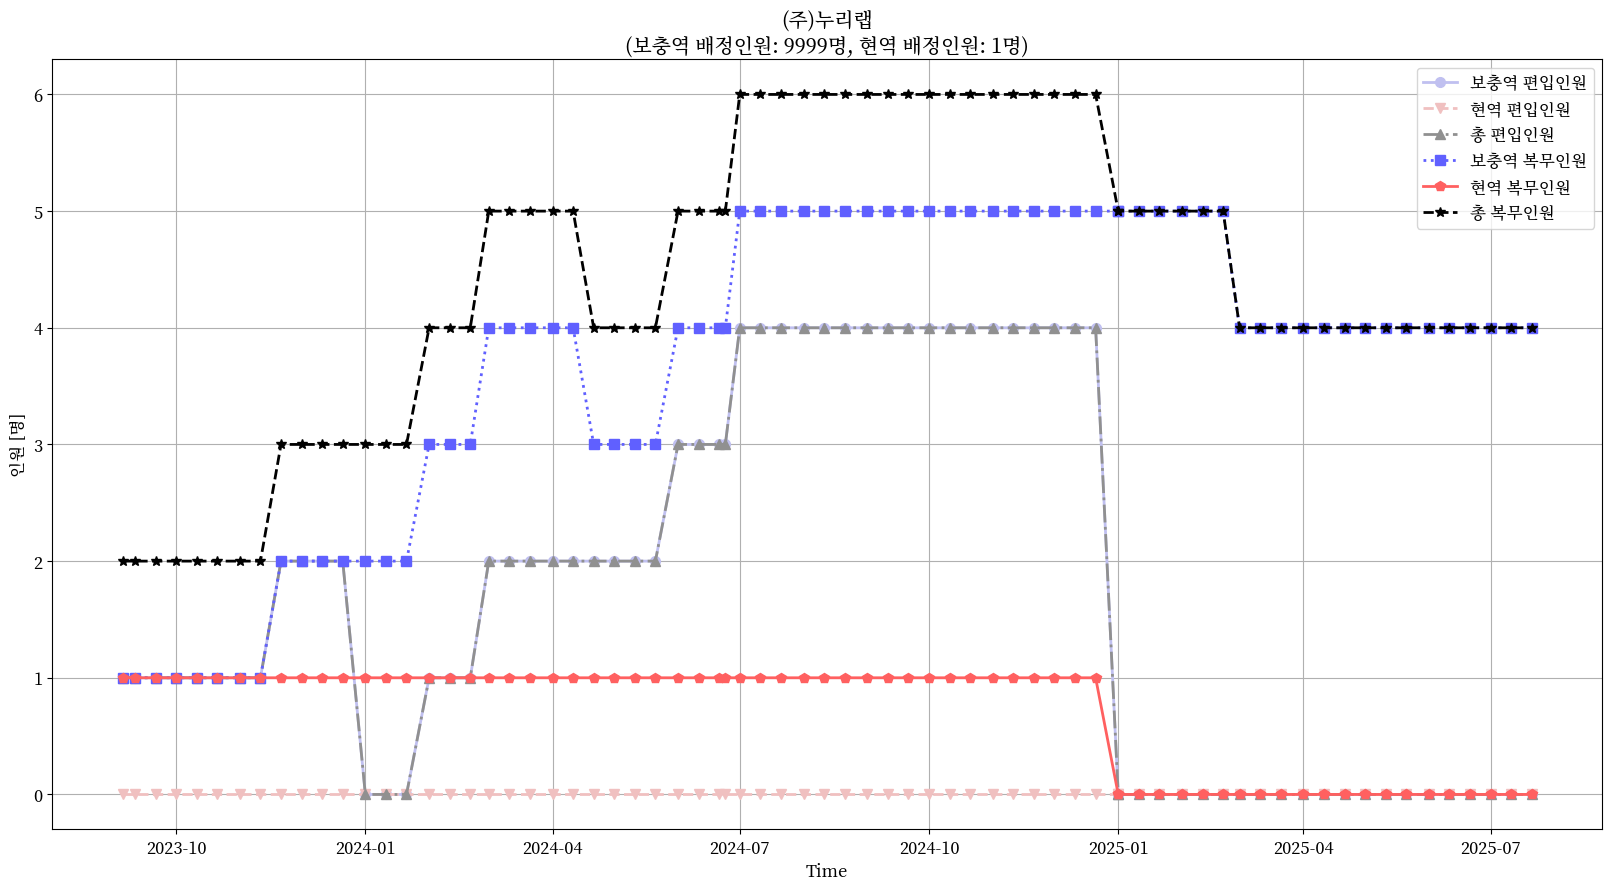 (주)누리랩
(보충역 배정인원: 9999명, 현역 배정인원: 1명)
보충역 편입인원
현역 편입인원
총 편입인원
보충역 복무인원
현역 복무인원
총 복무인원
인원 [명]
6
5
4
3
2
1
0
2023-10
2024-01
2024-04
2024-07
2024-10
2025-01
2025-04
2025-07
Time